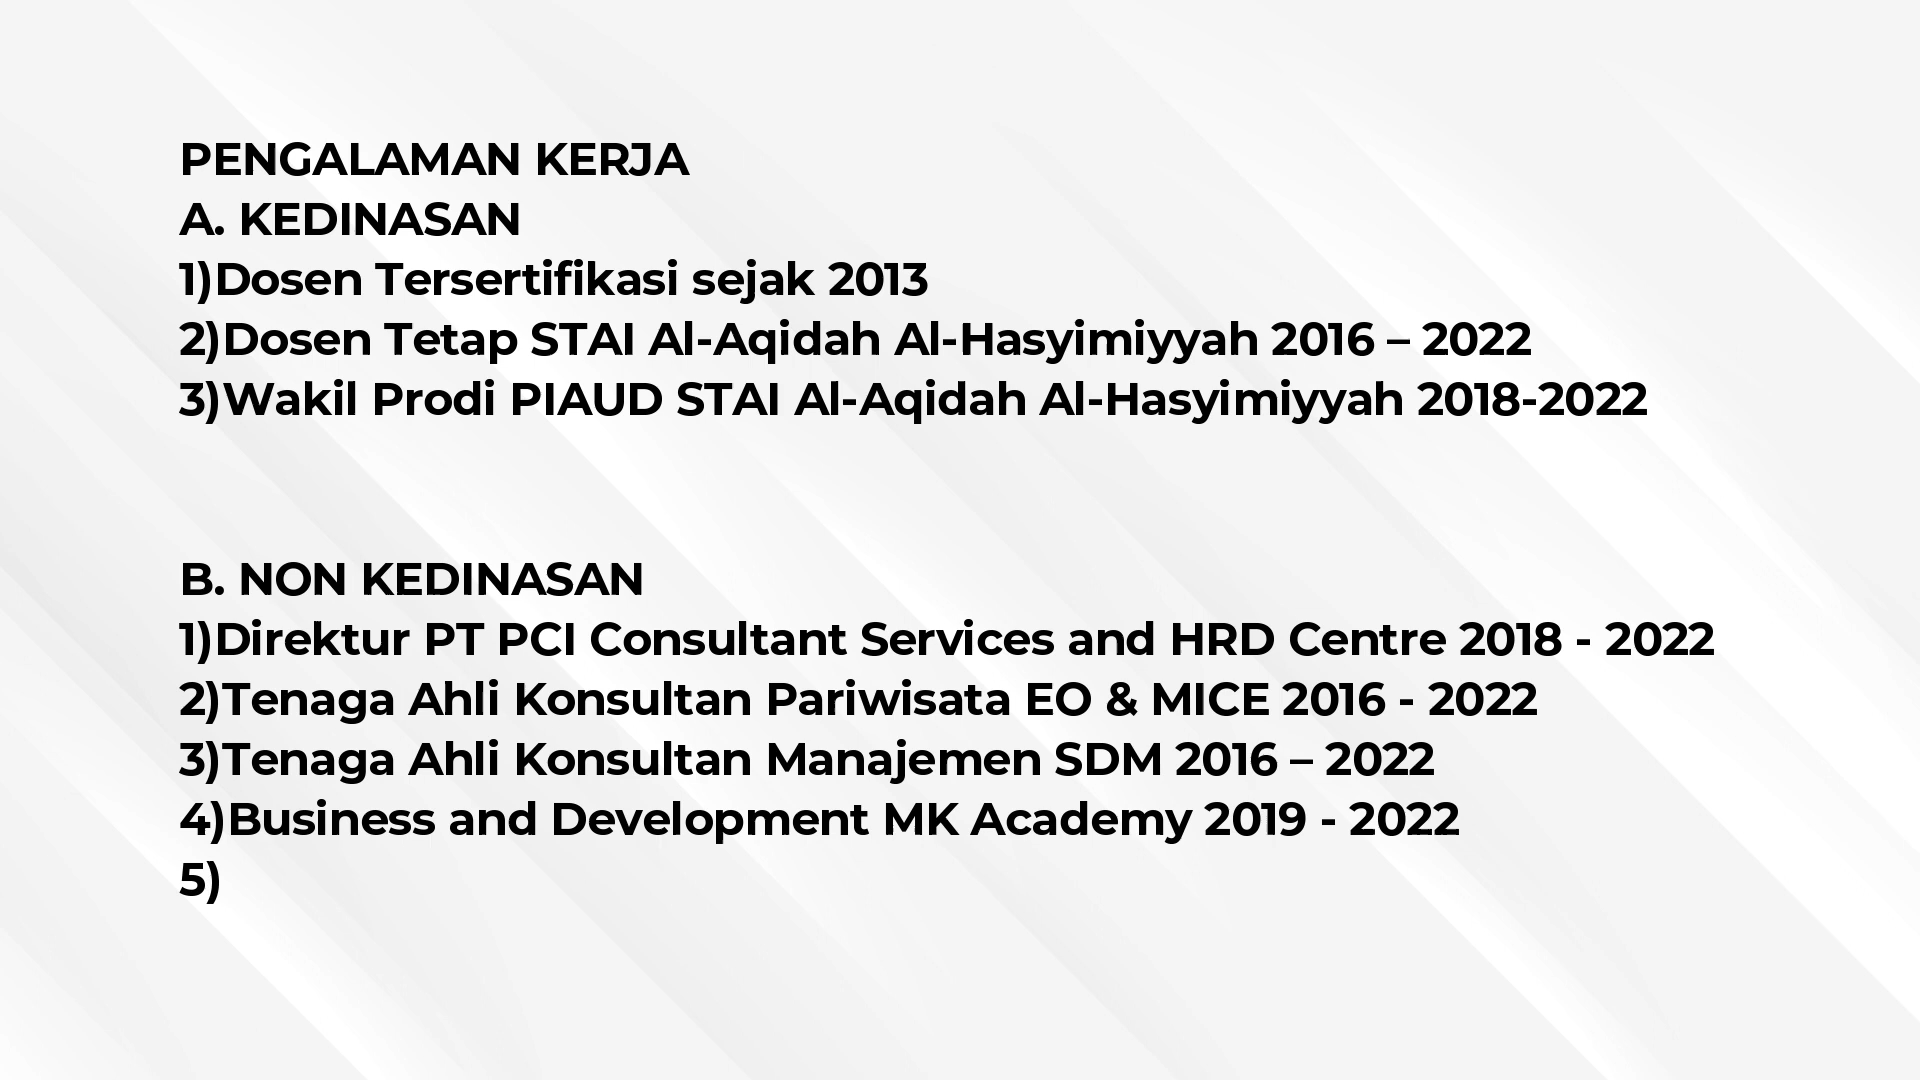 PENGALAMAN KERJA
A. KEDINASAN
1)Dosen Tersertifikasi sejak 2013
2)Dosen Tetap STAI Al-Aqidah Al-Hasyimiyyah 2016 – 2022
3)Wakil Prodi PIAUD STAI Al-Aqidah Al-Hasyimiyyah 2018-2022
B. NON KEDINASAN
1)Direktur PT PCI Consultant Services and HRD Centre 2018 - 2022
2)Tenaga Ahli Konsultan Pariwisata EO & MICE 2016 - 2022
3)Tenaga Ahli Konsultan Manajemen SDM 2016 – 2022
4)Business and Development MK Academy 2019 - 2022
5)